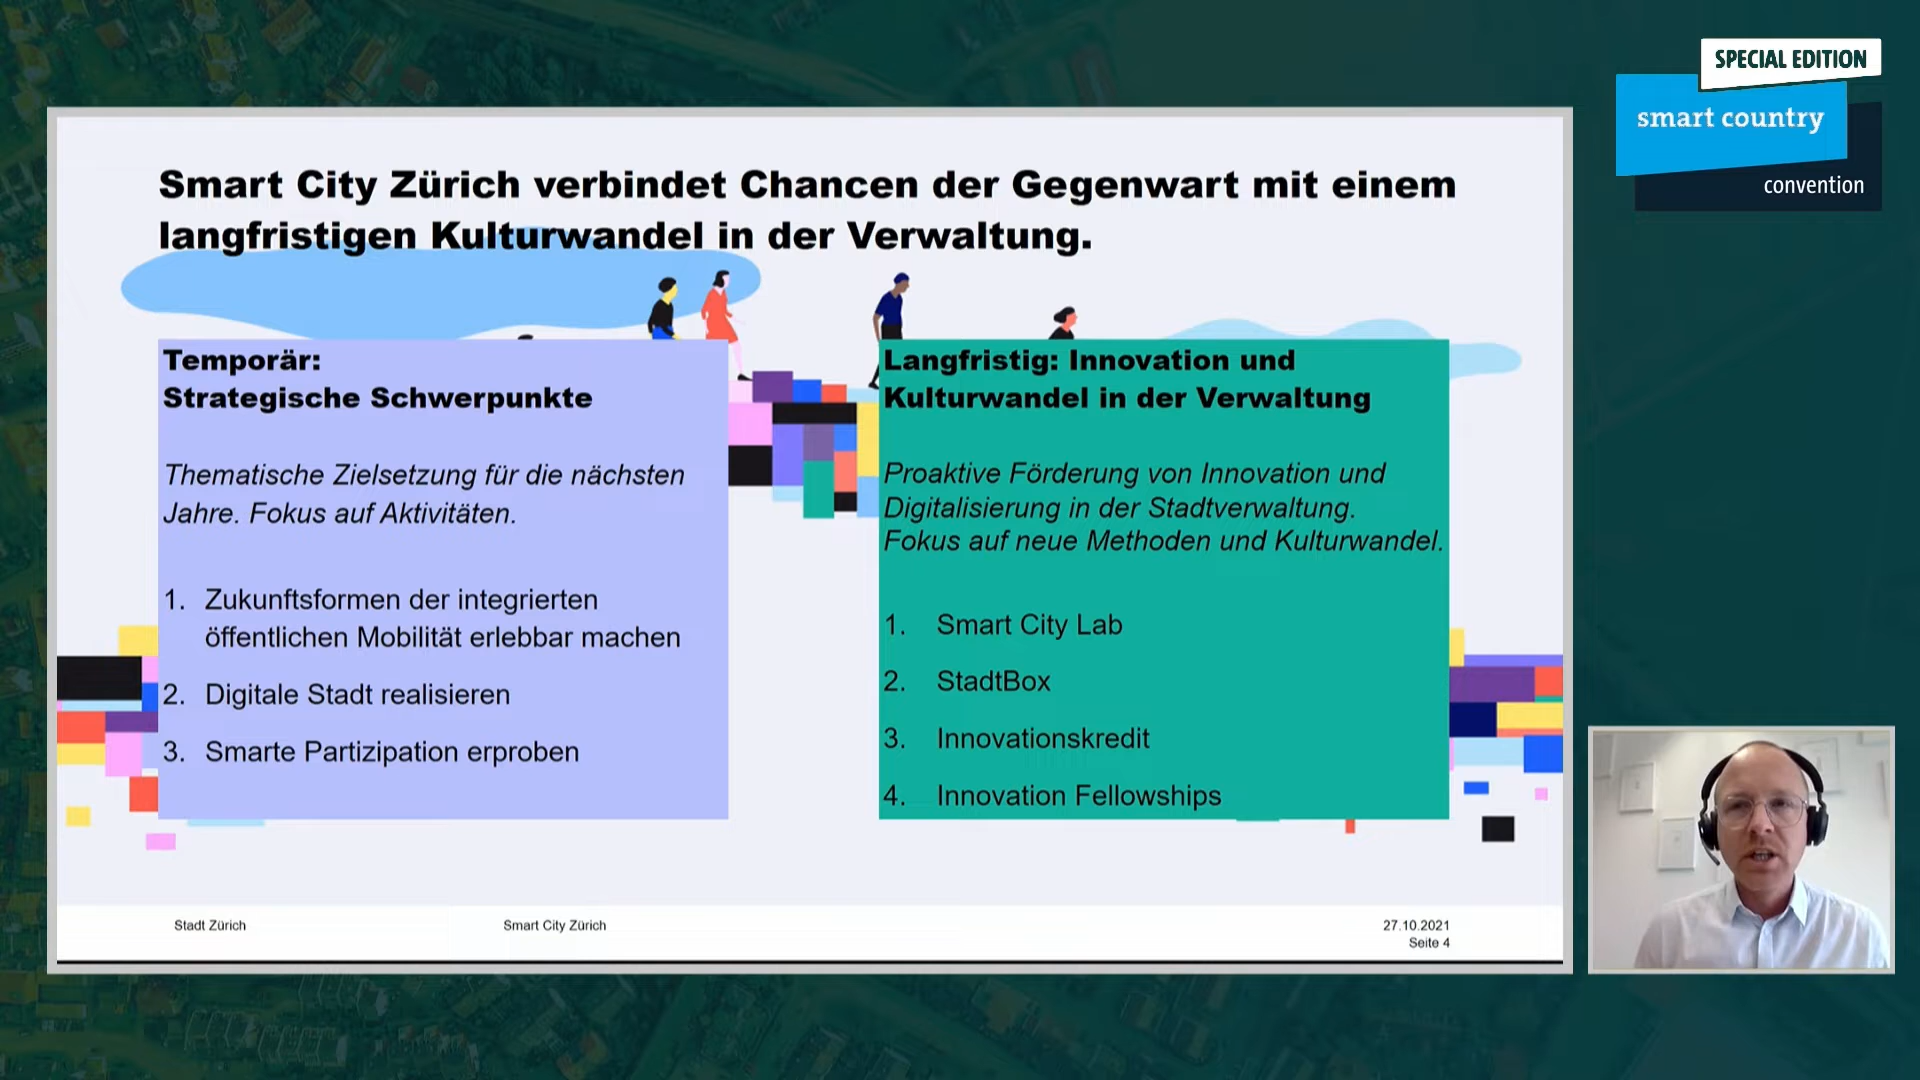 SPECIAL EDITION
smart country
convention
Smart City Zürich verbindet Chancen der Gegenwart mit einem
langfristigen Kulturwandel in der Verwaltung.
Temporär:
Strategische Schwerpunkte
Thematische Zielsetzung für die nächsten
Jahre. Fokus auf Aktivitäten.
1. Zukunftsformen der integrierten
öffentlichen Mobilität erlebbar machen
2. Digitale Stadt realisieren
3. Smarte Partizipation erproben
Langfristig: Innovation und
Kulturwandel in der Verwaltung
Proaktive Förderung von Innovation und
Digitalisierung in der Stadtverwaltung.
Fokus auf neue Methoden und Kulturwandel.
1. Smart City Lab
2. StadtBox
3. Innovationskredit
4. Innovation Fellowships
Stadt Zürich
Smart City Zürich
27.10.2021
Seite 4